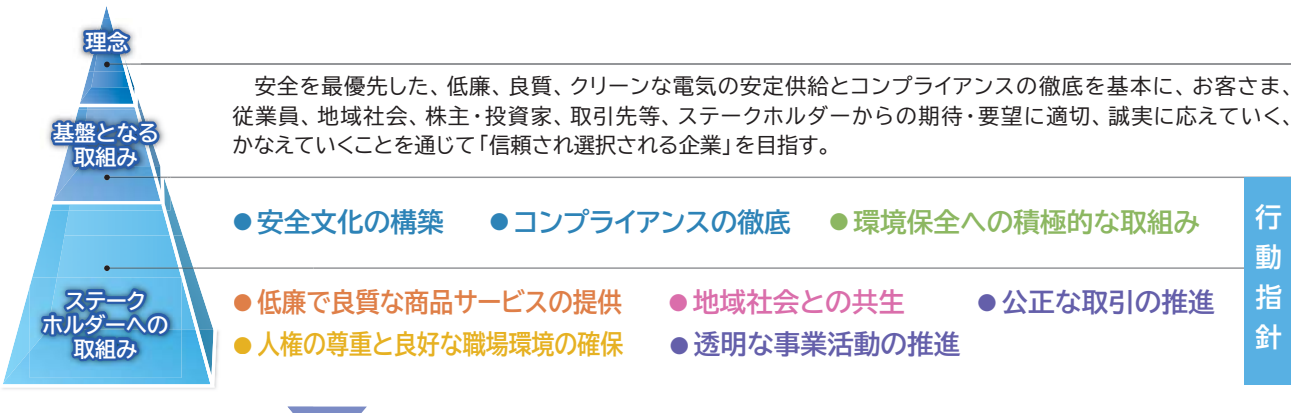 理念
安全を最優先した、低廉、良質、クリーンな電気の安定供給とコンプライアンスの徹底を基本に、お客さま、
従業員、地域社会、株主・投資家、取引先等、ステークホルダーからの期待・要望に適切、誠実に応えていく、
かなえていくことを通じて「信頼され選択される企業」を目指す。
基盤となる
取組み
●安全文化の構築 ●コンプライアンスの徹底 ●環境保全への積極的な取組み
ステーク
ホルダーへの
取組み
●低廉で良質な商品サービスの提供 ●地域社会との共生 ●公正な取引の推進
●人権の尊重と良好な職場環境の確保 ●透明な事業活動の推進
行動指針